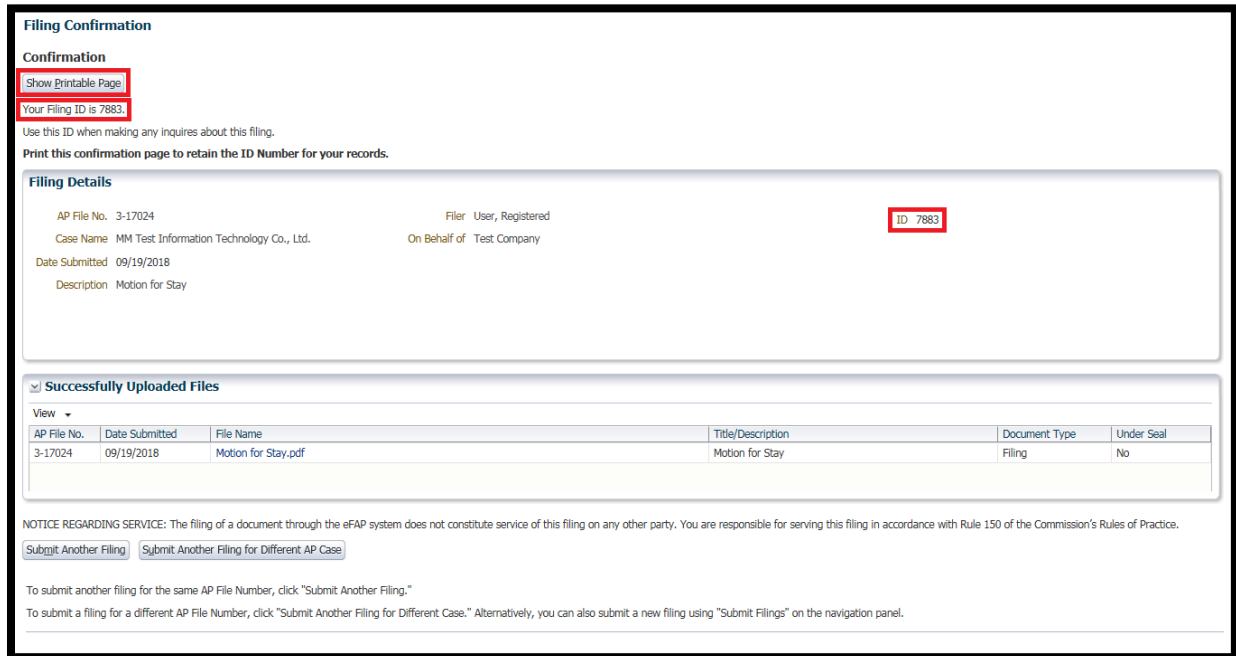 Filing Confirmation
Confirmation
Show Printable Page
Your Filing ID is 7883.
Use this ID when making any inquires about this filing.
Print this confirmation page to retain the ID Number for your records.
Filing Details
AP File No. 3-17024 Filer User, Registered ID 7883
Case Name MM Test Information Technology Co., Ltd. On Behalf of Test Company
Date Submitted 09/19/2018
Description Motion for Stay
Successfully Uploaded Files
View
AP File No. Date Submitted File Name Title/Description Document Type Under Seal
3-17024 09/19/2018 Motion for Stay.pdf Motion for Stay Filing No
NOTICE REGARDING SERVICE: The filing of a document through the eFAP system does not constitute service of this filing on any other party. You are responsible for serving this filing in accordance with Rule 150 of the Commission's Rules of Practice.
Submit Another Filing Submit Another Filing for Different AP Case
To submit another filing for the same AP File Number, click "Submit Another Filing."
To submit a filing for a different AP File Number, click "Submit Another Filing for Different Case." Alternatively, you can also submit a new filing using "Submit Filings" on the navigation panel.